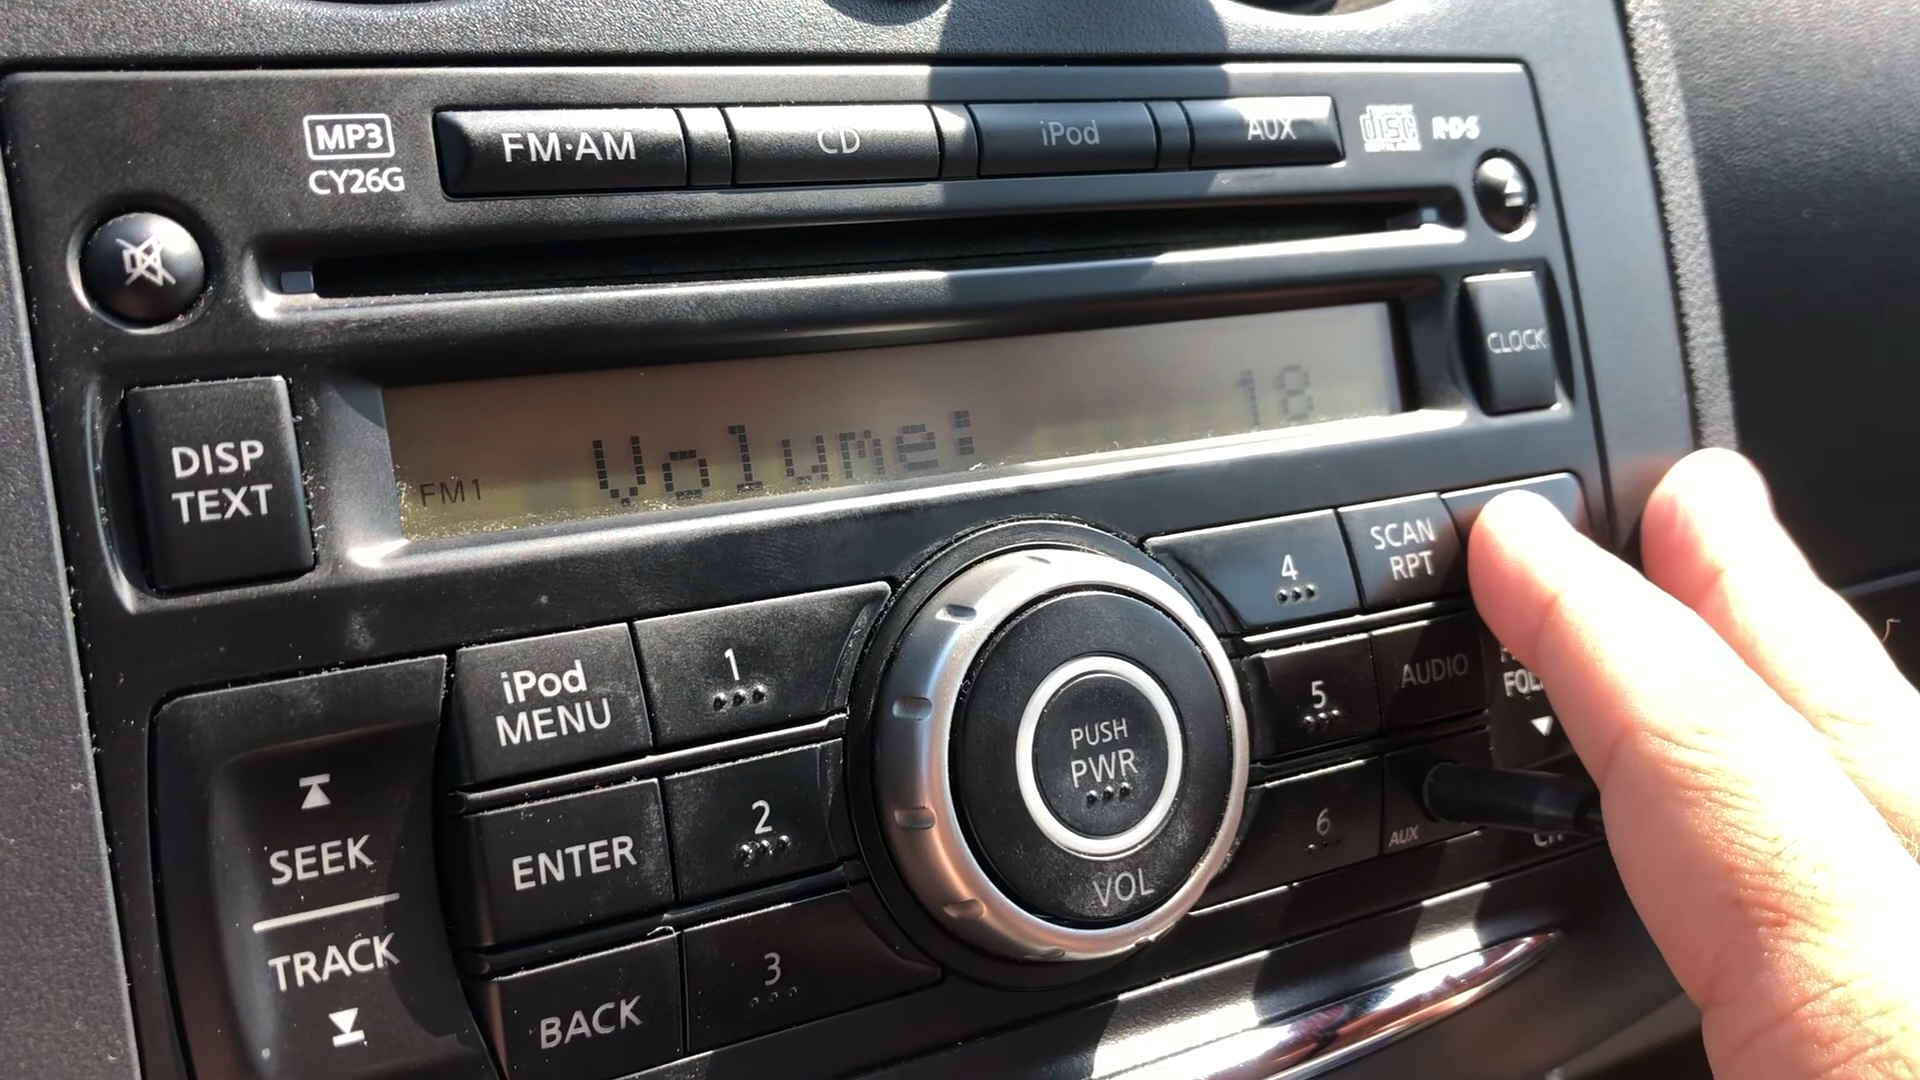 MP3
CY26G
FM·AM
CD
iPod
AUX
disc
RDS
CLOCK
DISP
TEXT
FM1
Volume: 18
iPod
MENU
1
4
SCAN
RPT
PUSH
PWR
VOL
5
AUDIO
SEEK
TRACK
ENTER
2
6
AUX
BACK
3